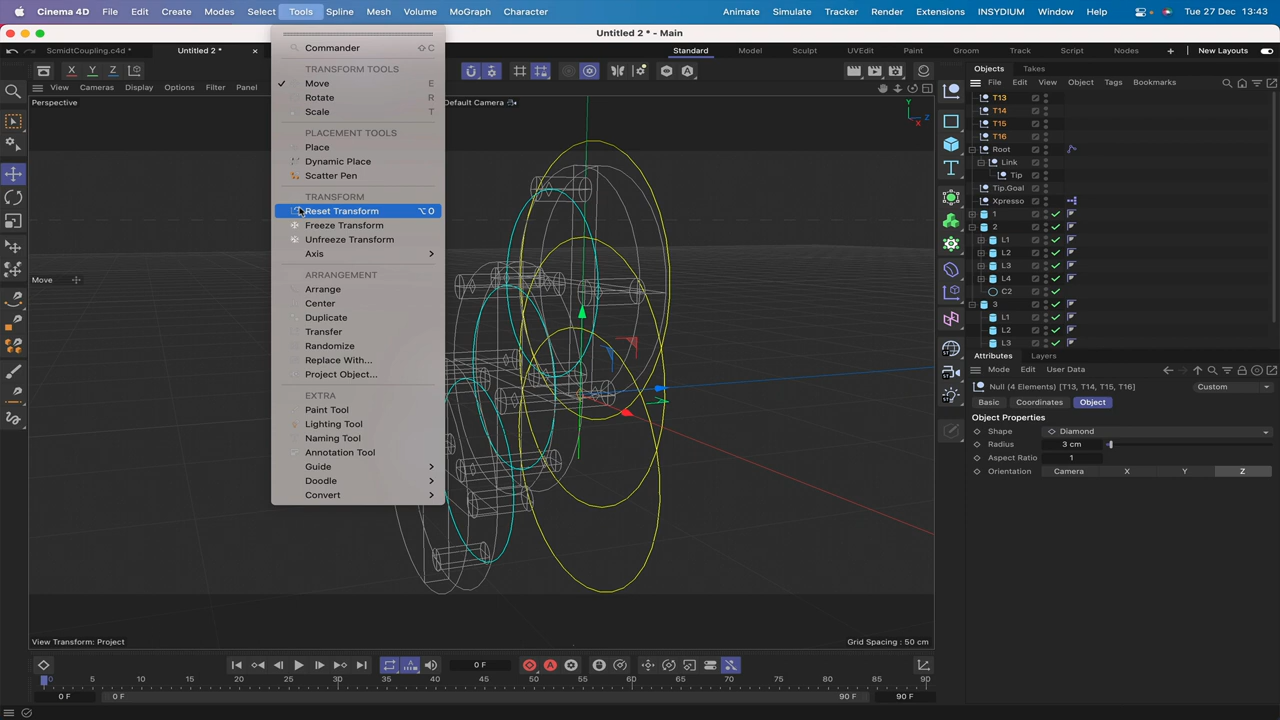 Cinema 4D File Edit Create Modes Select Tools Spline Mesh Volume MoGraph Character Animate Simulate Tracker Render Extensions INSYDIUM Window Help Tue 27 Dec 13:43
Untitled 2 * - Main
ScmidtCoupling.c4d * Untitled 2 * Standard Model Sculpt UVEdit Paint Track Script Nodes New Layouts
X Y Z
View Cameras Display Options Filter Panel
Perspective
Default Camera
Move
View Transform: Project
Grid Spacing : 50 cm
Commander ⇧ C
TRANSFORM TOOLS
Move E
Rotate R
Scale T
PLACEMENT TOOLS
Place
Dynamic Place
Scatter Pen
TRANSFORM
Reset Transform ⌥ 0
Freeze Transform
Unfreeze Transform
Axis
ARRANGEMENT
Arrange
Center
Duplicate
Transfer
Randomize
Replace With...
Project Object...
EXTRA
Paint Tool
Lighting Tool
Naming Tool
Annotation Tool
Guide
Doodle
Convert
Y
Z
X
Objects Takes
File Edit View Object Tags Bookmarks
T13
T14
T15
T16
Root
Link
Tip
Tip.Goal
Xpresso
1
2
L1
L2
L3
L4
C2
3
L1
L2
L3
Attributes Layers
Mode Edit User Data
Null (4 Elements) [T13, T14, T15, T16] Custom
Basic Coordinates Object
Object Properties
Shape Diamond
Radius 3 cm
Aspect Ratio 1
Orientation Camera X Y Z
0 F
0 5 10 15 20 25 30 35 40 45 50 55 60 65 70 75 80 85 90
0 F 0 F 90 F 90 F